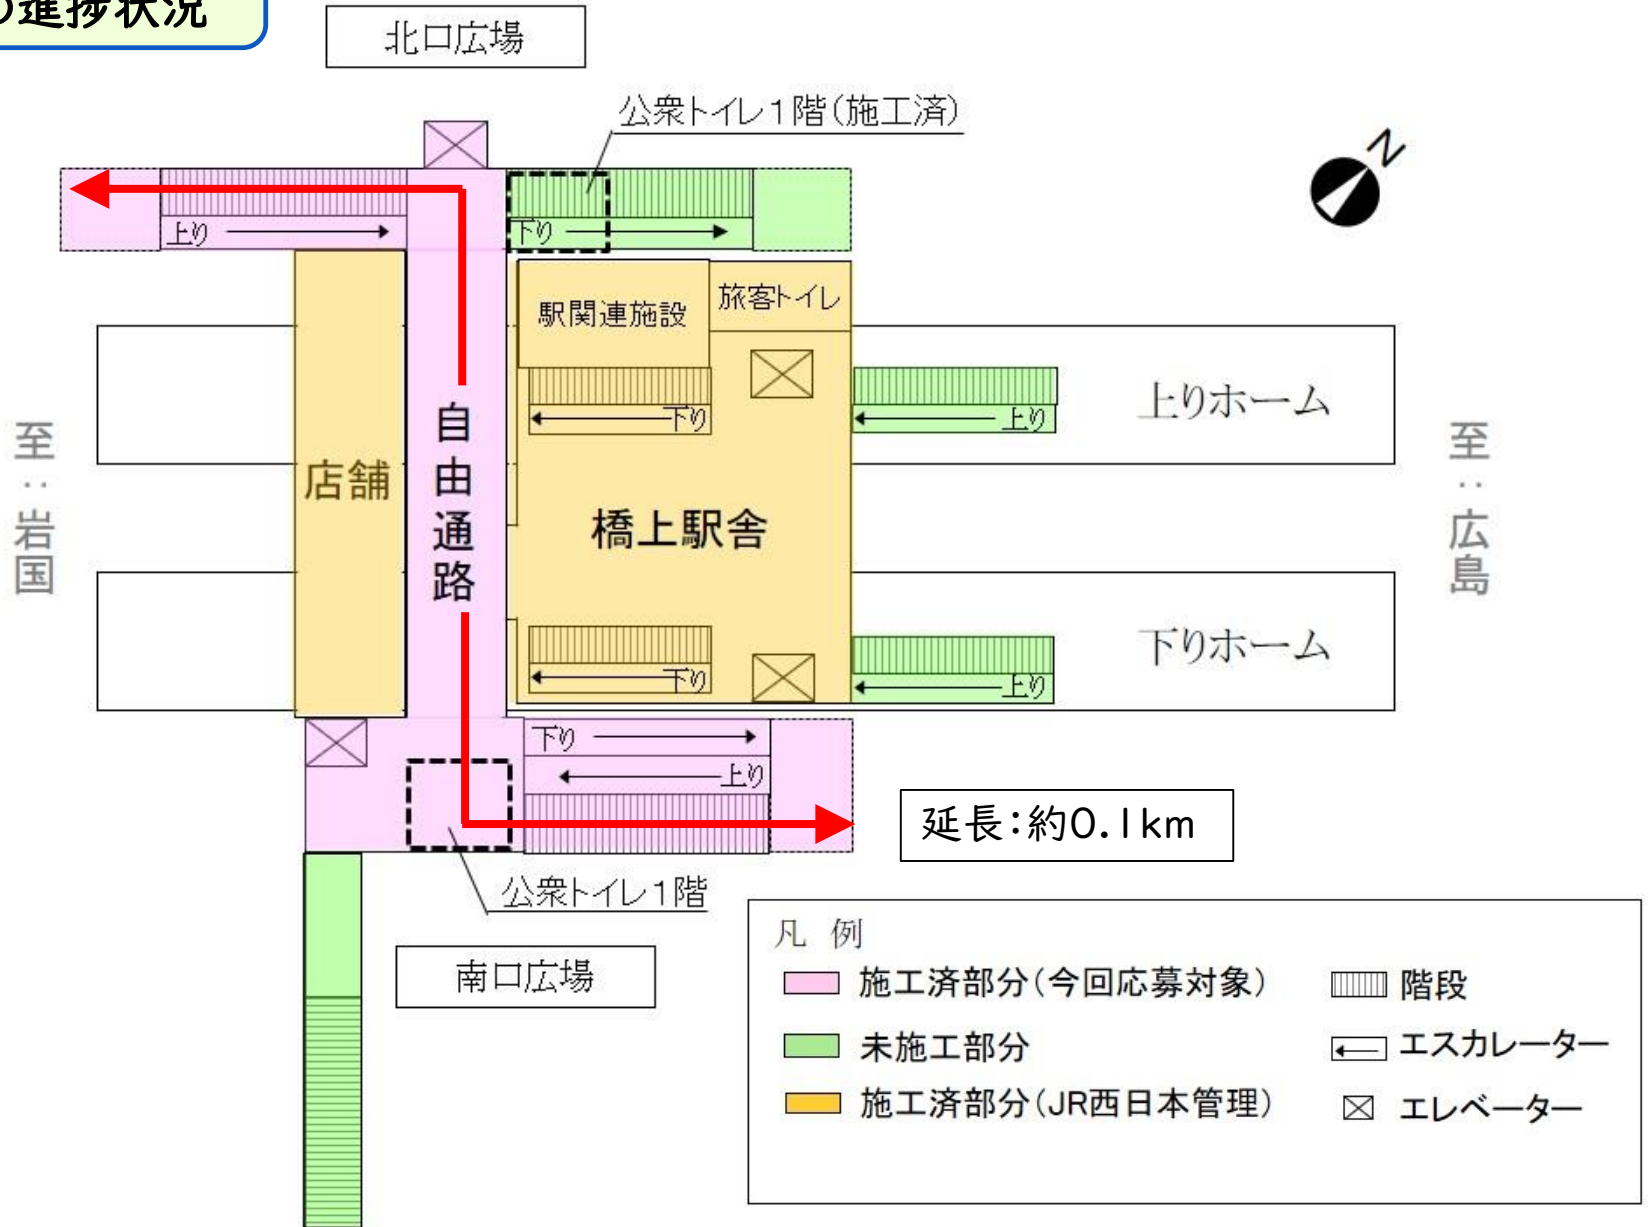 の進捗状況
北口広場
公衆トイレ1階(施工済)
N
上り
下り
駅関連施設
旅客トイレ
下り
上り
上りホーム
至:岩国
店舗
自由通路
橋上駅舎
至:広島
下り
上り
下りホーム
下り
上り
延長:約0.1km
公衆トイレ1階
南口広場
凡 例
施工済部分(今回応募対象)
階段
未施工部分
エスカレーター
施工済部分(JR西日本管理)
エレベーター